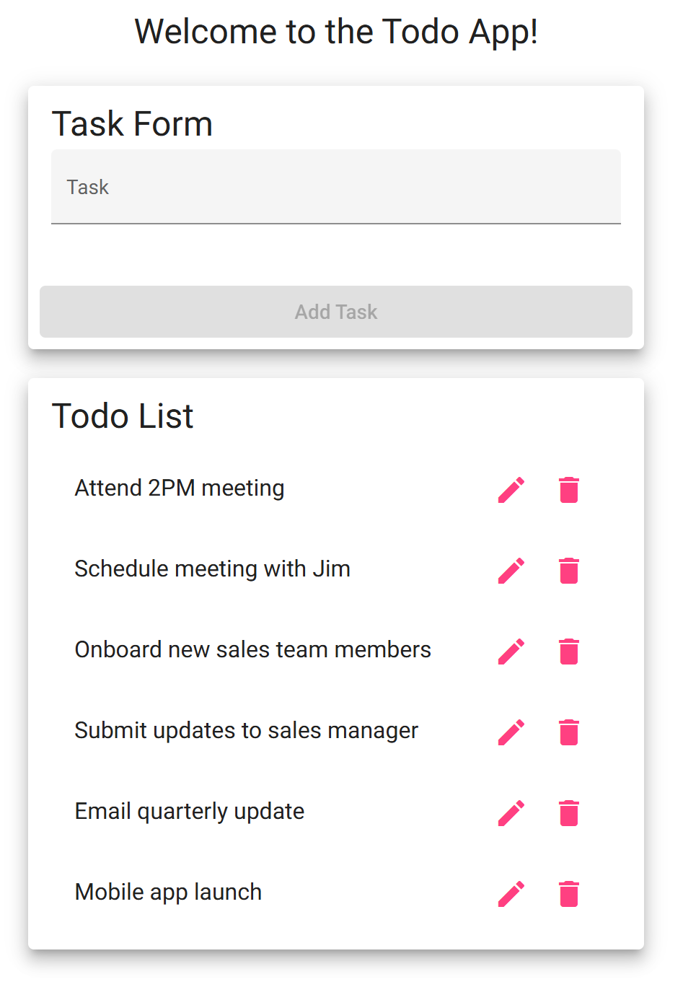 Welcome to the Todo App!
Task Form
Task
Add Task
Todo List
Attend 2PM meeting
Schedule meeting with Jim
Onboard new sales team members
Submit updates to sales manager
Email quarterly update
Mobile app launch